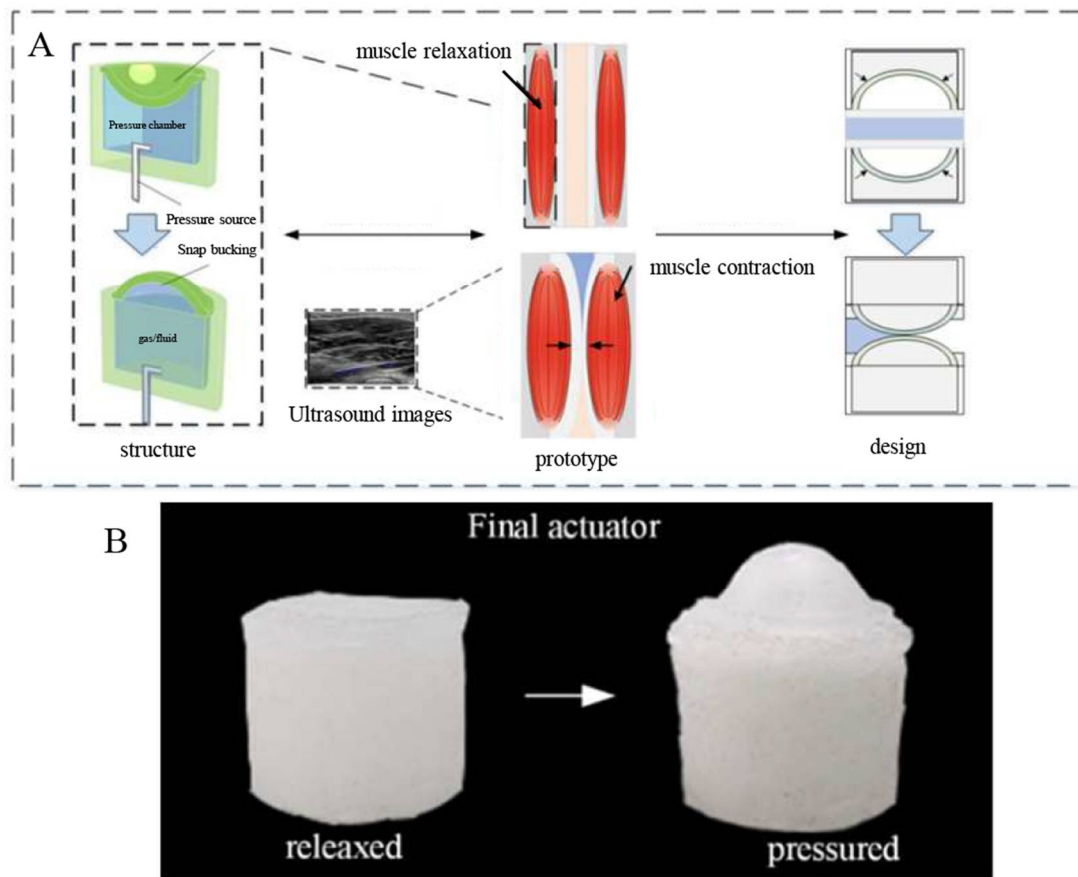 A
muscle relaxation
Pressure chamber
Pressure source
Snap bucking
gas/fluid
muscle contraction
Ultrasound images
structure
prototype
design
B
Final actuator
releaxed
pressured